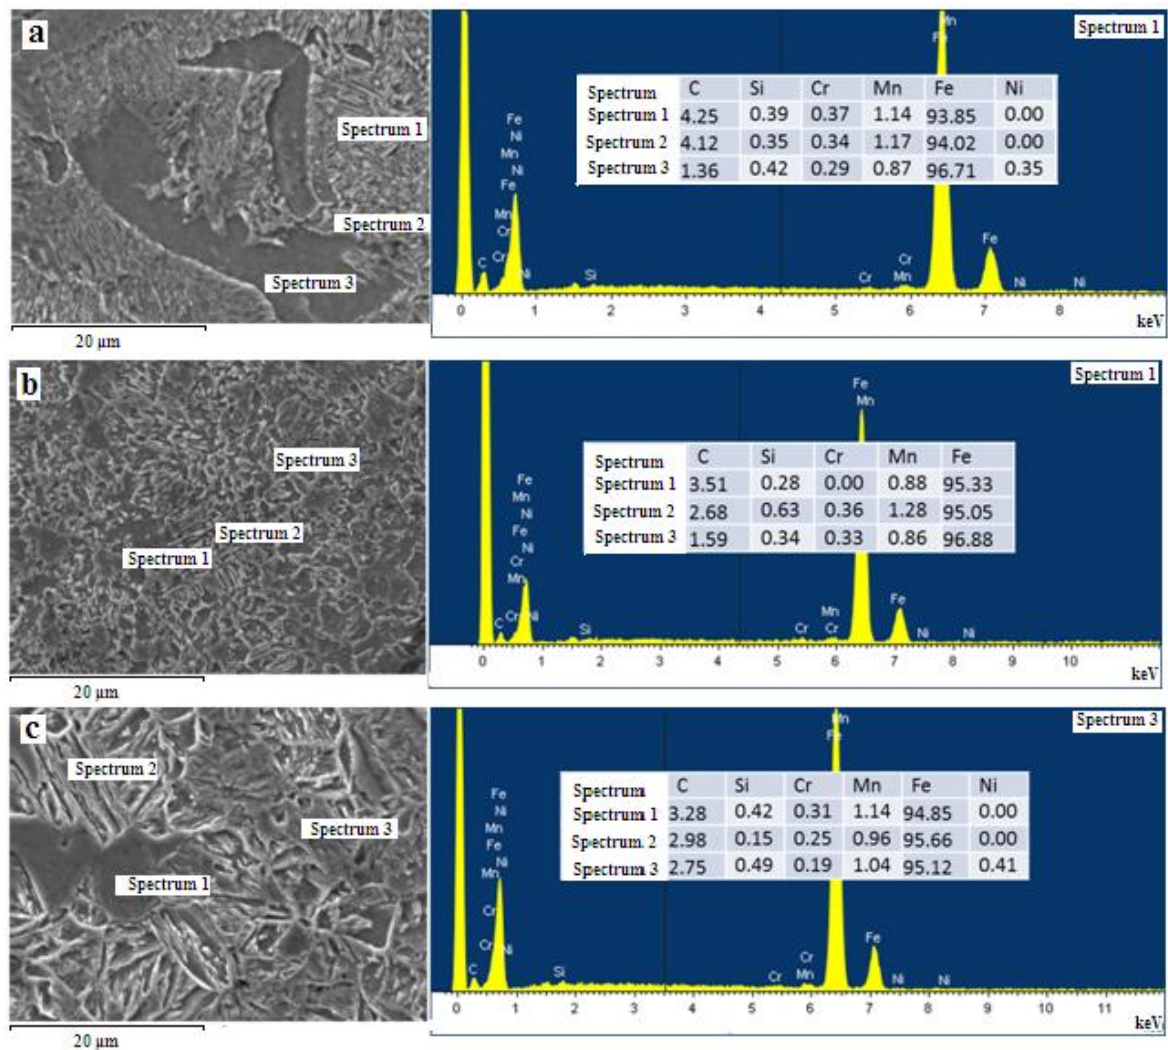 a
Spectrum 1
Spectrum 2
Spectrum 3
20 µm
Spectrum 1
Mn
Fe
Spectrum C Si Cr Mn Fe Ni
Spectrum 1 4.25 0.39 0.37 1.14 93.85 0.00
Spectrum 2 4.12 0.35 0.34 1.17 94.02 0.00
Spectrum 3 1.36 0.42 0.29 0.87 96.71 0.35
Fe
Ni
Mn
Ni
Fe
Mn
Cr
Cr
Ni
C
Si
Cr
Cr
Mn
Fe
Ni
Ni
0 1 2 3 4 5 6 7 8
keV
b
Spectrum 3
Spectrum 2
Spectrum 1
20 µm
Spectrum 1
Fe
Mn
Spectrum C Si Cr Mn Fe
Spectrum 1 3.51 0.28 0.00 0.88 95.33
Spectrum 2 2.68 0.63 0.36 1.28 95.05
Spectrum 3 1.59 0.34 0.33 0.86 96.88
Fe
Mn
Ni
Fe
Ni
Cr
Mn
Cr
Ni
C
Si
Cr
Mn
Cr
Fe
Ni
Ni
0 1 2 3 4 5 6 7 8 9 10
keV
c
Spectrum 2
Spectrum 3
Spectrum 1
20 µm
Spectrum 3
Mn
Fe
Spectrum C Si Cr Mn Fe Ni
Spectrum 1 3.28 0.42 0.31 1.14 94.85 0.00
Spectrum 2 2.98 0.15 0.25 0.96 95.66 0.00
Spectrum 3 2.75 0.49 0.19 1.04 95.12 0.41
Fe
Ni
Mn
Fe
Ni
Mn
Cr
Cr
Ni
C
Si
Cr
Cr
Mn
Fe
Ni
Ni
0 1 2 3 4 5 6 7 8 9 10 11
keV